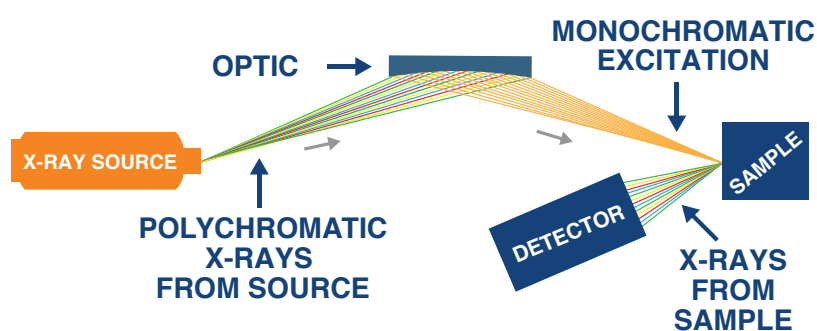 OPTIC
MONOCHROMATIC
EXCITATION
X-RAY SOURCE
SAMPLE
DETECTOR
POLYCHROMATIC
X-RAYS
FROM SOURCE
X-RAYS
FROM
SAMPLE